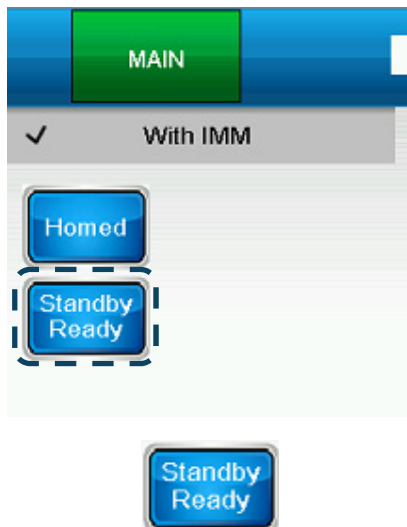 MAIN
✓ With IMM
Homed
Standby
Ready
Standby
Ready